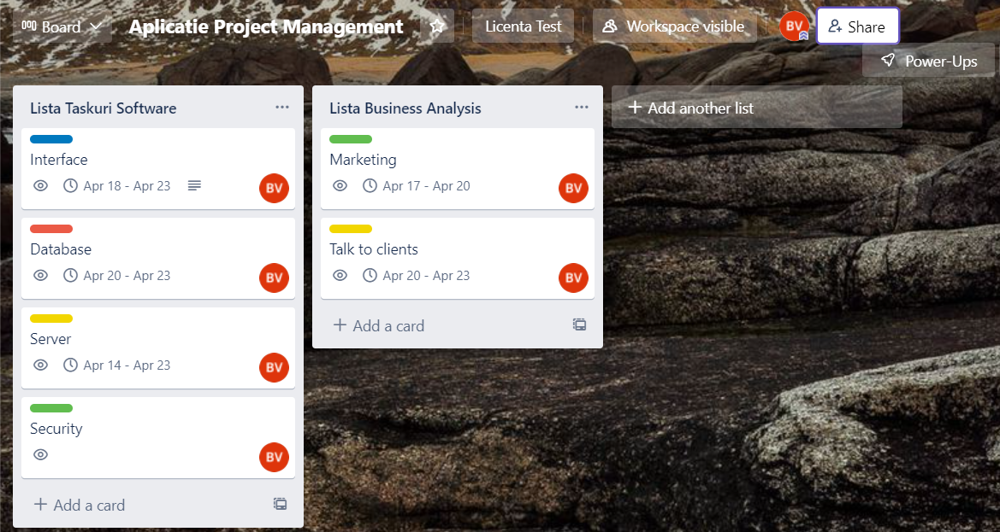 Board
Aplicatie Project Management
Licenta Test
Workspace visible
BV
Share
Power-Ups
Lista Taskuri Software
Interface
Apr 18 - Apr 23
BV
Database
Apr 20 - Apr 23
BV
Server
Apr 14 - Apr 23
BV
Security
BV
+ Add a card
Lista Business Analysis
Marketing
Apr 17 - Apr 20
BV
Talk to clients
Apr 20 - Apr 23
BV
+ Add a card
+ Add another list